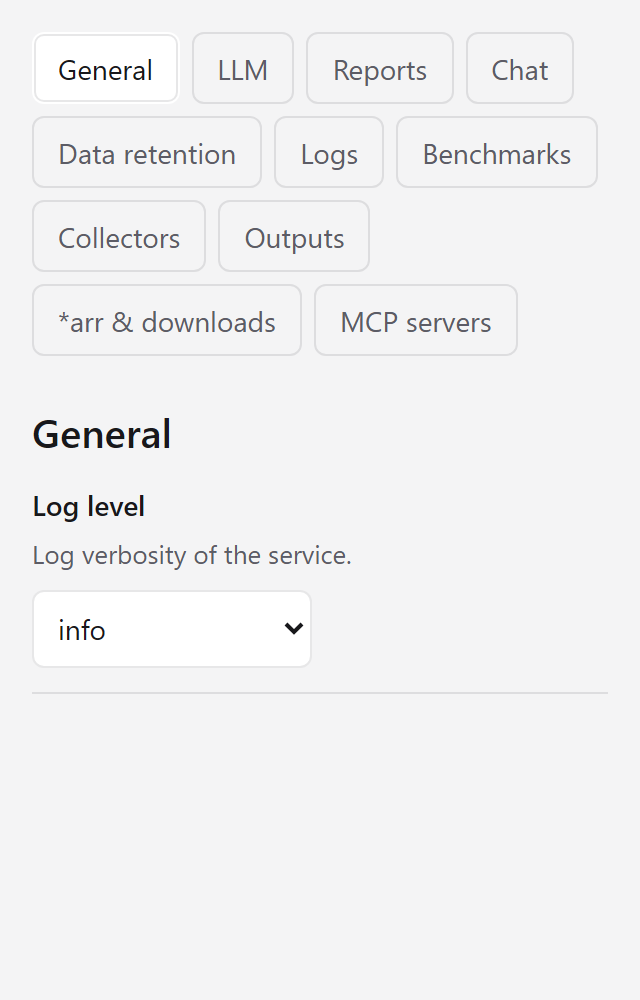 General LLM Reports Chat
Data retention Logs Benchmarks
Collectors Outputs
*arr & downloads MCP servers
General
Log level
Log verbosity of the service.
info